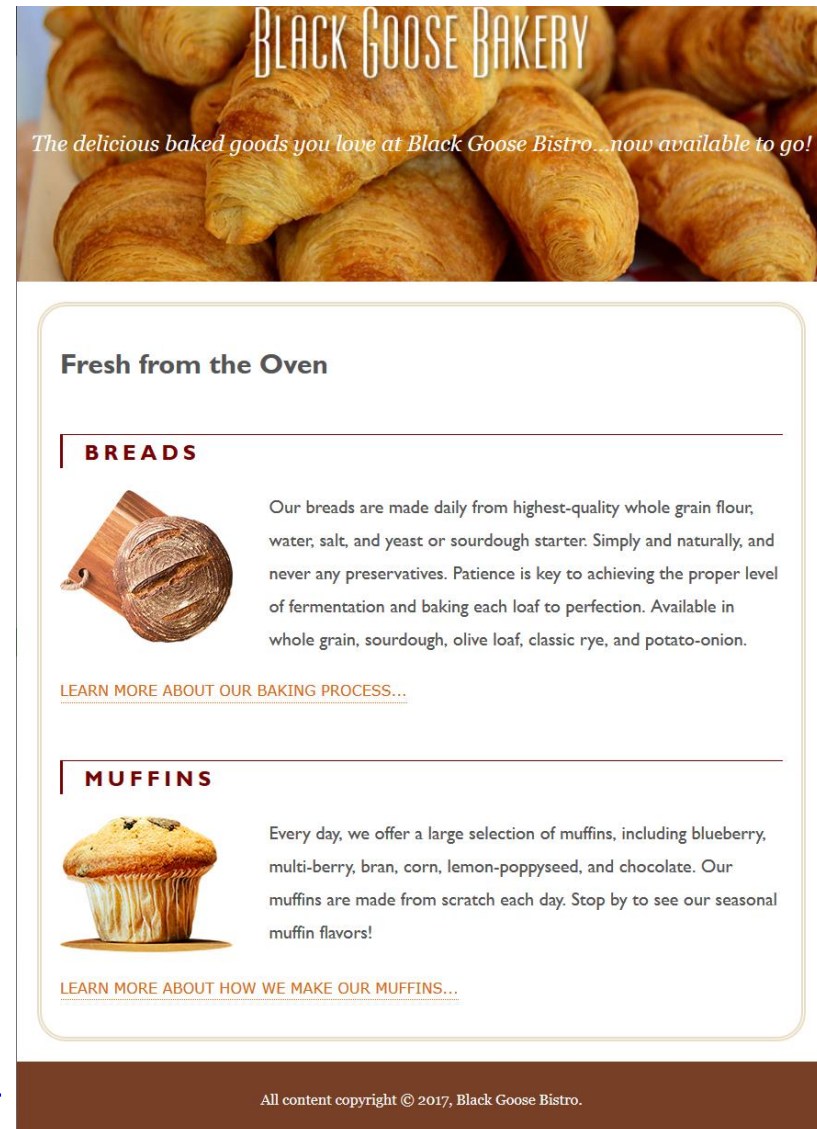 BLACK GOOSE BAKERY
The delicious baked goods you love at Black Goose Bistro...now available to go!
Fresh from the Oven
BREADS
Our breads are made daily from highest-quality whole grain flour,
water, salt, and yeast or sourdough starter. Simply and naturally, and
never any preservatives. Patience is key to achieving the proper level
of fermentation and baking each loaf to perfection. Available in
whole grain, sourdough, olive loaf, classic rye, and potato-onion.
LEARN MORE ABOUT OUR BAKING PROCESS...
MUFFINS
Every day, we offer a large selection of muffins, including blueberry,
multi-berry, bran, corn, lemon-poppyseed, and chocolate. Our
muffins are made from scratch each day. Stop by to see our seasonal
muffin flavors!
LEARN MORE ABOUT HOW WE MAKE OUR MUFFINS...
All content copyright © 2017, Black Goose Bistro.